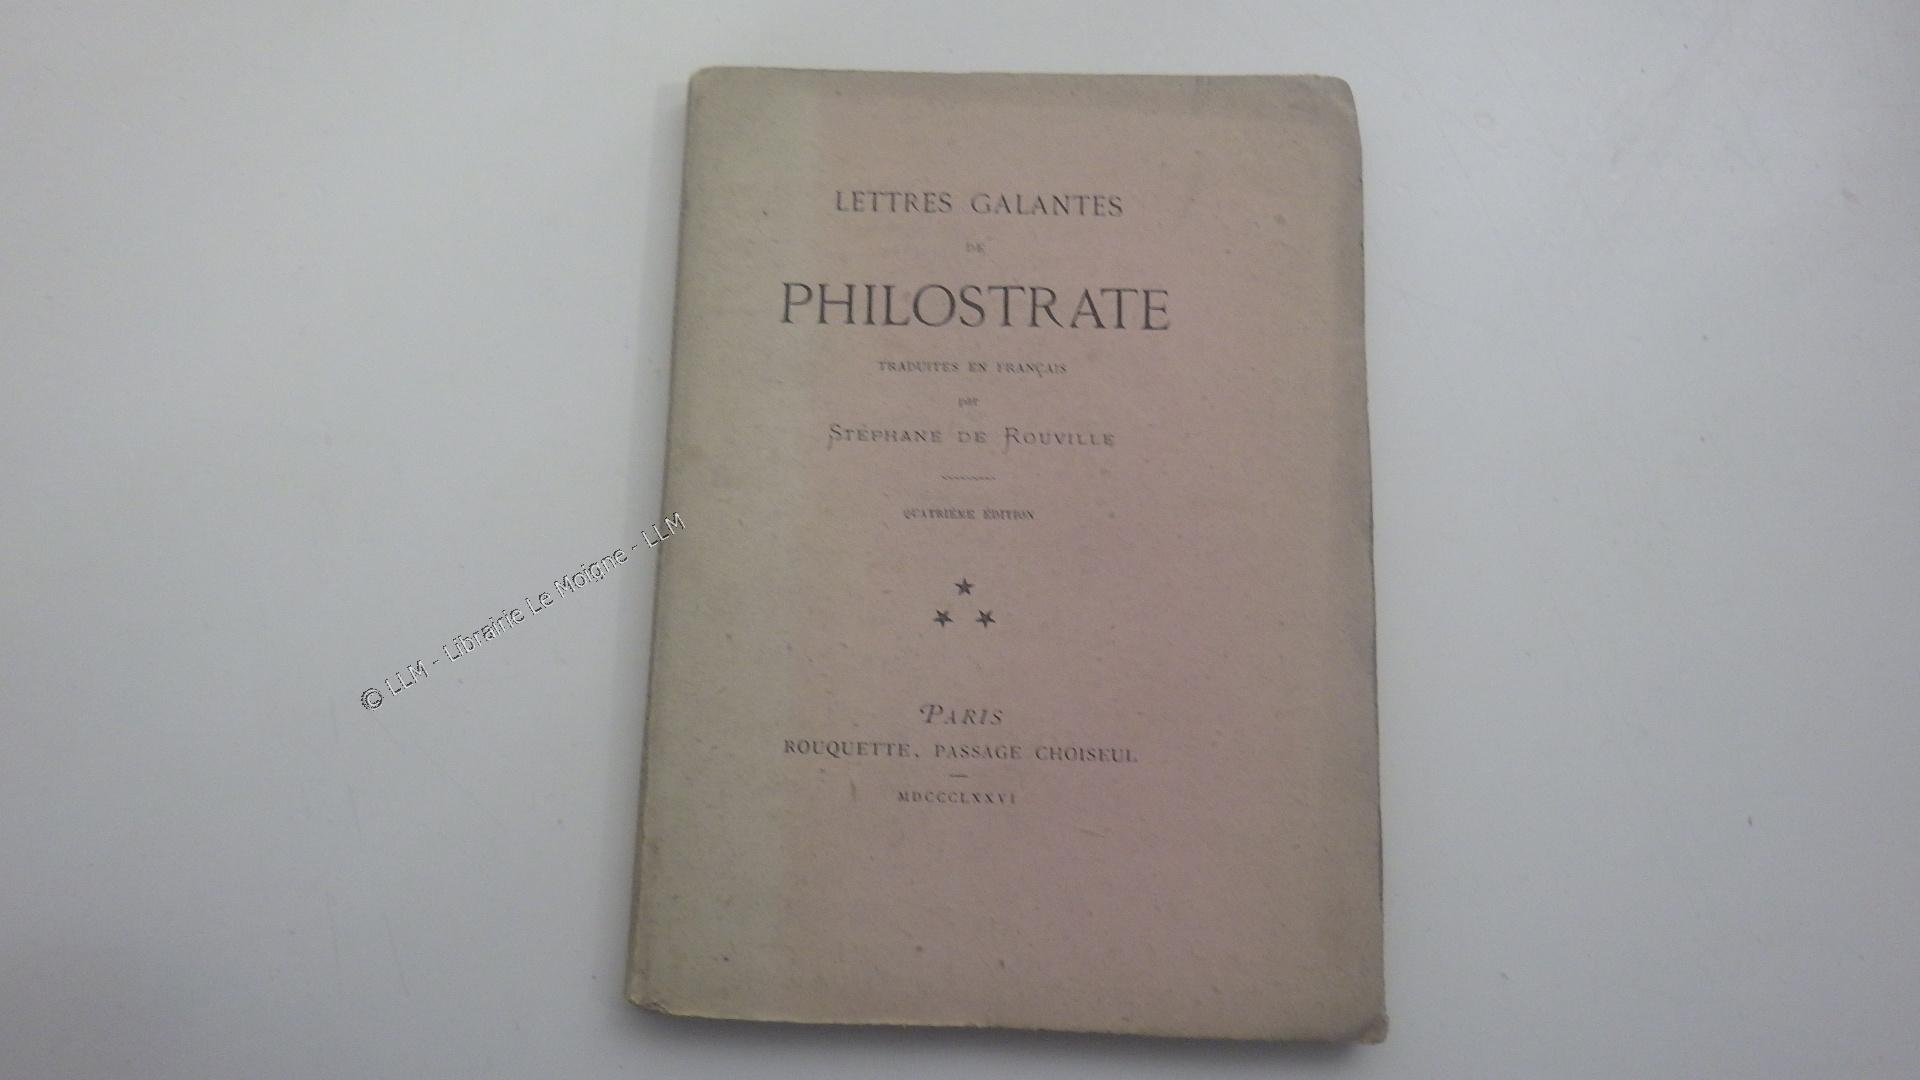 LETTRES GALANTES
DE
PHILOSTRATE
TRADUITES EN FRANÇAIS
par
STÉPHANE DE ROUVILLE
QUATRIÈME ÉDITION
PARIS
ROUQUETTE, PASSAGE CHOISEUL
MDCCCLXXVI
© LLM - Librairie Le Moigne - LLM